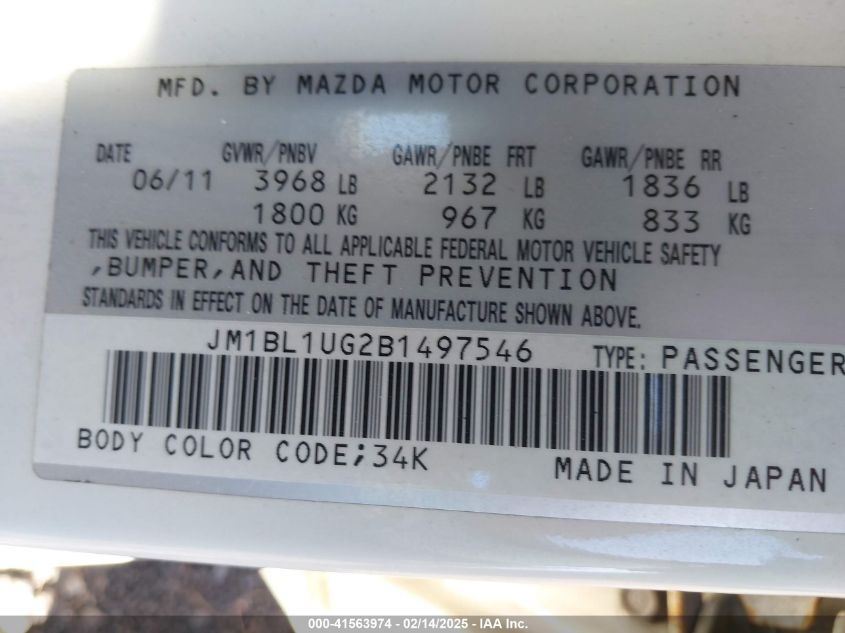 MFD. BY MAZDA MOTOR CORPORATION
DATE GVWR/PNBV GAWR/PNBE FRT GAWR/PNBE RR
06/11 3968 LB 2132 LB 1836 LB
1800 KG 967 KG 833 KG
THIS VEHICLE CONFORMS TO ALL APPLICABLE FEDERAL MOTOR VEHICLE SAFETY
,BUMPER,AND THEFT PREVENTION
STANDARDS IN EFFECT ON THE DATE OF MANUFACTURE SHOWN ABOVE.
JM1BL1UG2B1497546 TYPE: PASSENGER
BODY COLOR CODE;34K MADE IN JAPAN
000-41563974 — 02/14/2025 — IAA Inc.